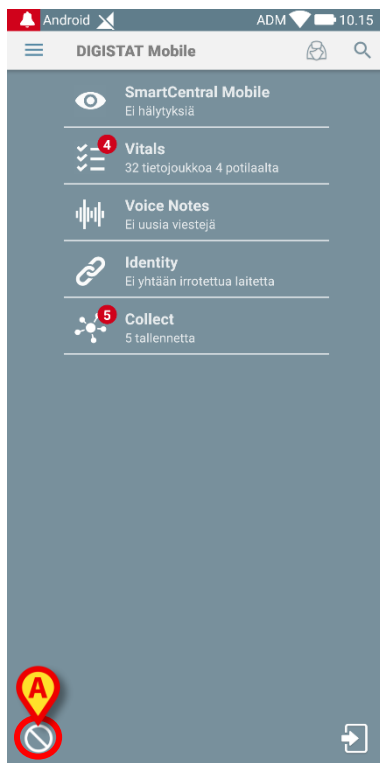 Android ADM 10.15
DIGISTAT Mobile
SmartCentral Mobile
Ei hälytyksiä
4
Vitals
32 tietojoukkoa 4 potilaalta
Voice Notes
Ei uusia viestejä
Identity
Ei yhtään irrotettua laitetta
5
Collect
5 tallennetta
A